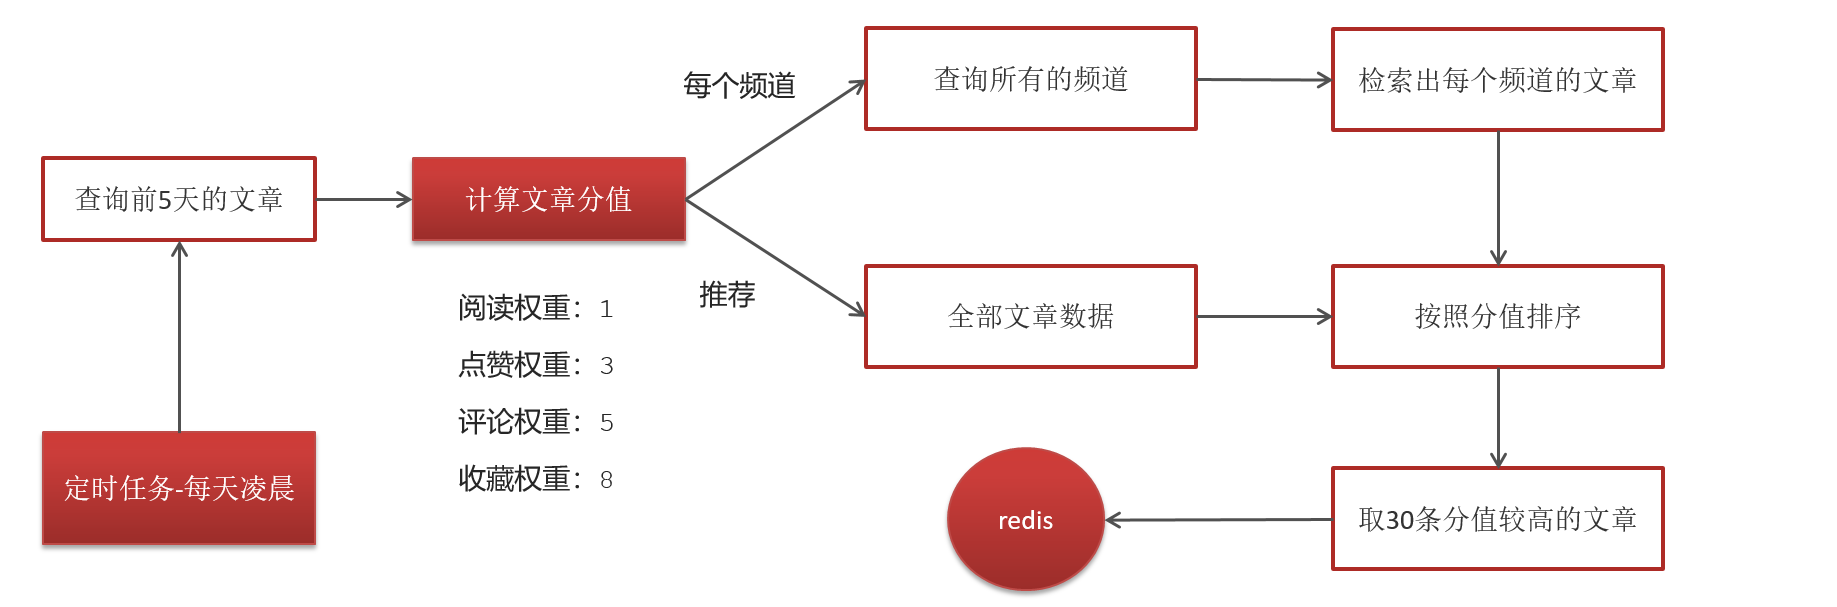 每个频道
查询所有的频道
检索出每个频道的文章
查询前5天的文章
计算文章分值
推荐
全部文章数据
按照分值排序
阅读权重：1
点赞权重：3
评论权重：5
收藏权重：8
定时任务-每天凌晨
redis
取30条分值较高的文章